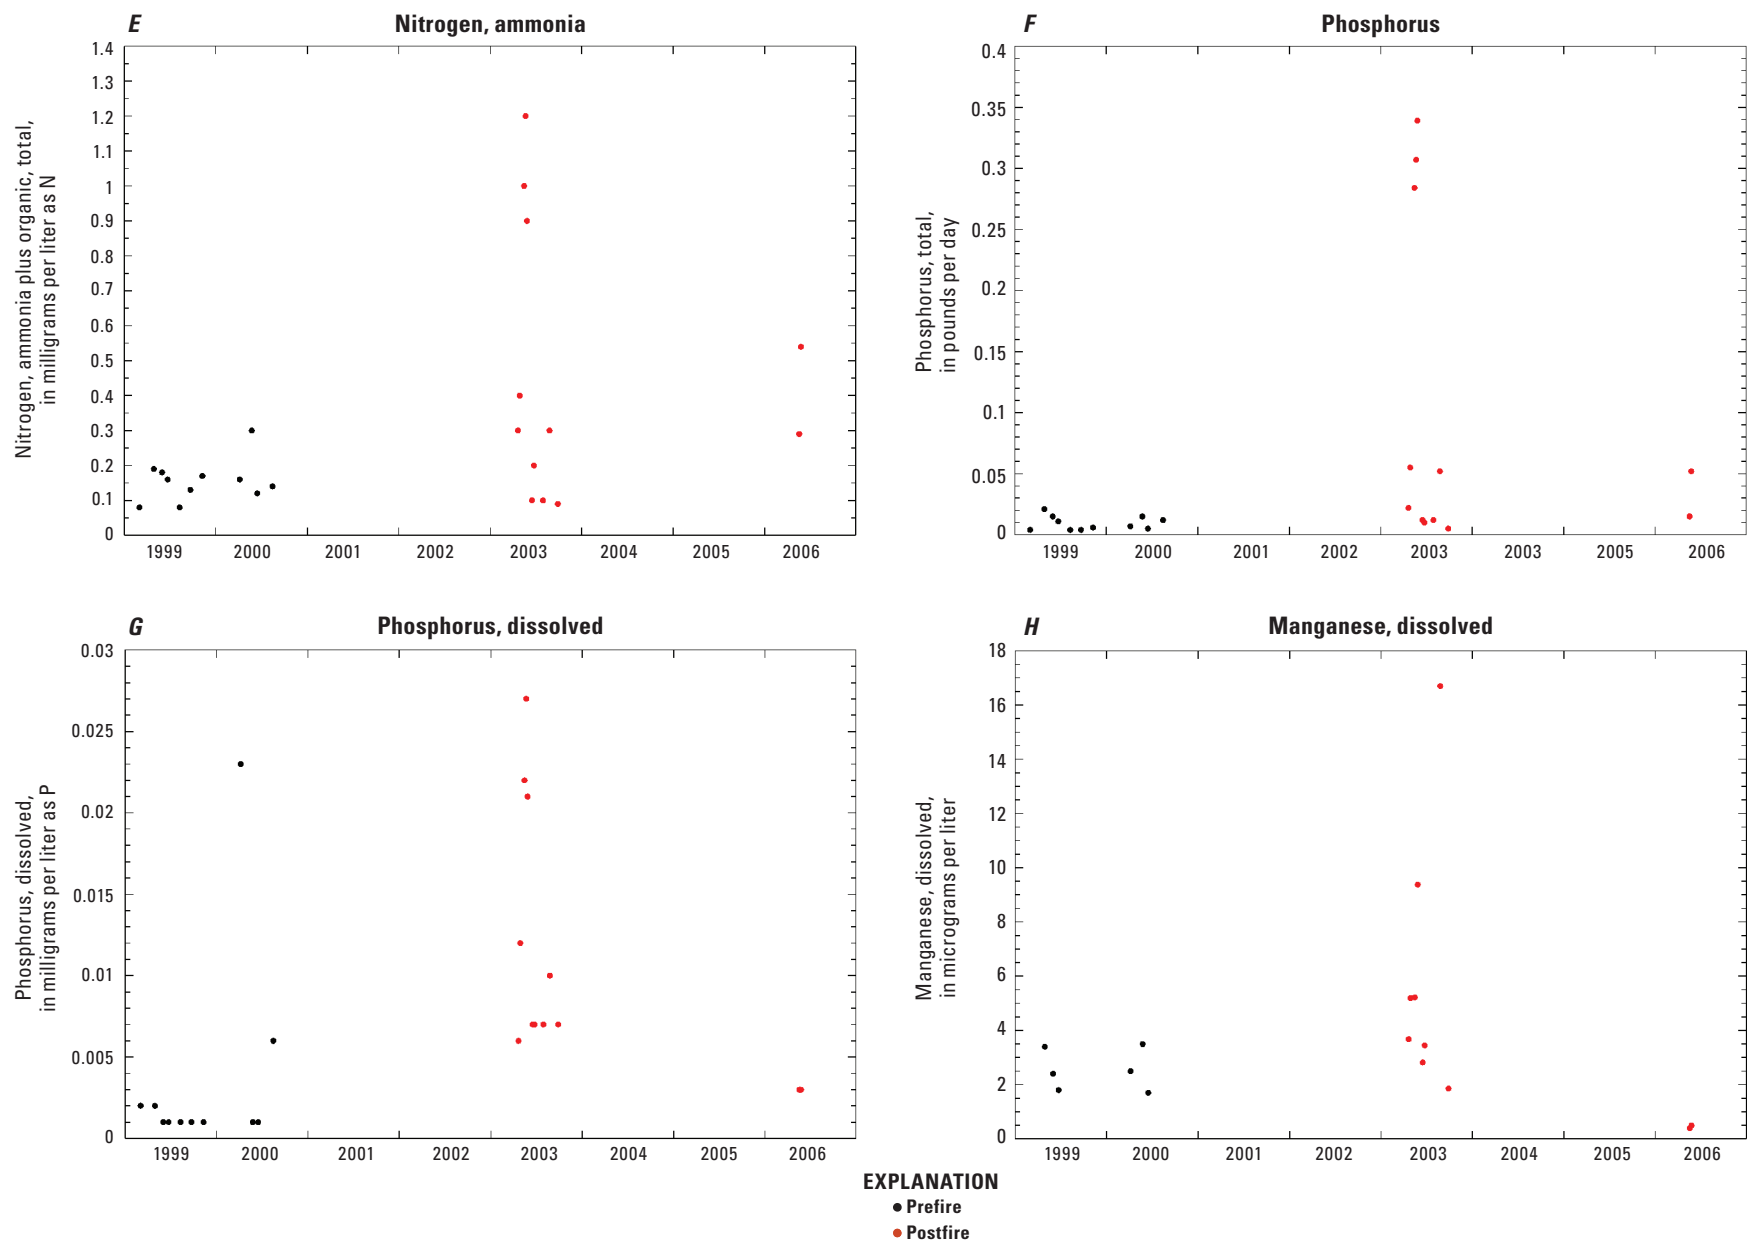 E Nitrogen, ammonia
Nitrogen, ammonia plus organic, total,
in milligrams per liter as N
1.4
1.3
1.2
1.1
1
0.9
0.8
0.7
0.6
0.5
0.4
0.3
0.2
0.1
0
1999 2000 2001 2002 2003 2004 2005 2006
F Phosphorus
Phosphorus, total,
in pounds per day
0.4
0.35
0.3
0.25
0.2
0.15
0.1
0.05
0
1999 2000 2001 2002 2003 2003 2005 2006
G Phosphorus, dissolved
Phosphorus, dissolved,
in milligrams per liter as P
0.03
0.025
0.02
0.015
0.01
0.005
0
1999 2000 2001 2002 2003 2004 2005 2006
H Manganese, dissolved
Manganese, dissolved,
in micrograms per liter
18
16
14
12
10
8
6
4
2
0
1999 2000 2001 2002 2003 2004 2005 2006
EXPLANATION
Prefire
Postfire